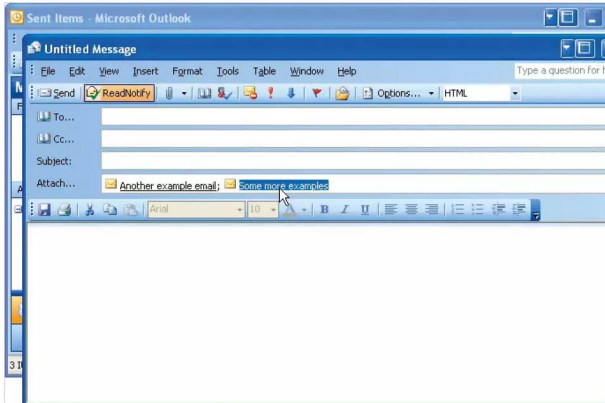 Sent Items - Microsoft Outlook
Untitled Message
File Edit View Insert Format Tools Table Window Help Type a question for h
Send ReadNotify Options... HTML
To...
Cc...
Subject:
Attach... Another example email; Some more examples
Arial 10 A B I U